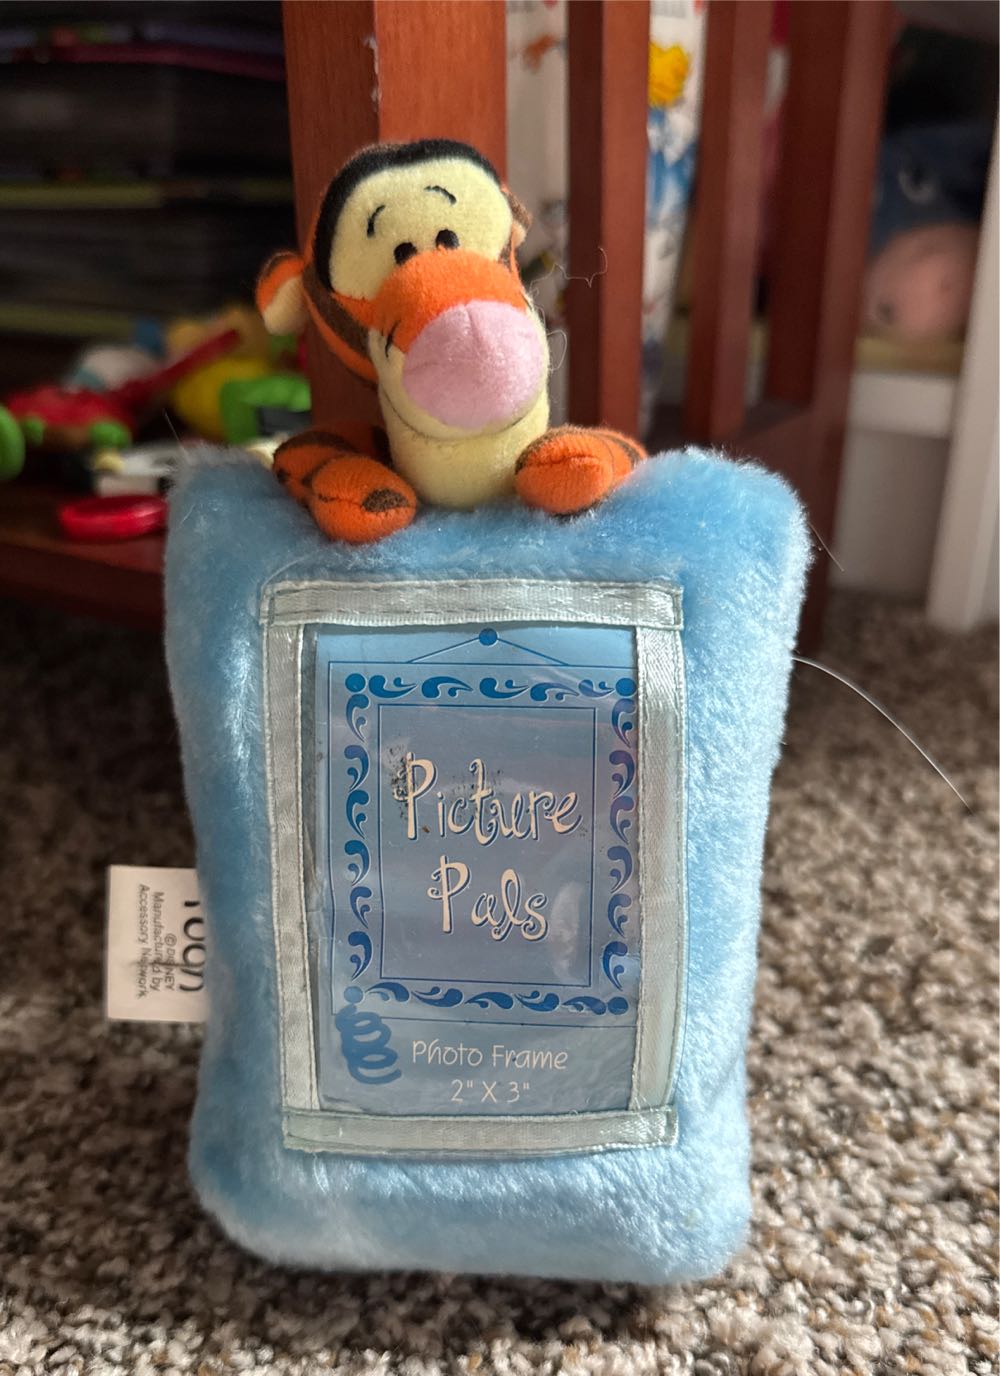 Picture
Pals
Photo Frame
2" X 3"
© DISNEY
Manufactured by
Accessory Network